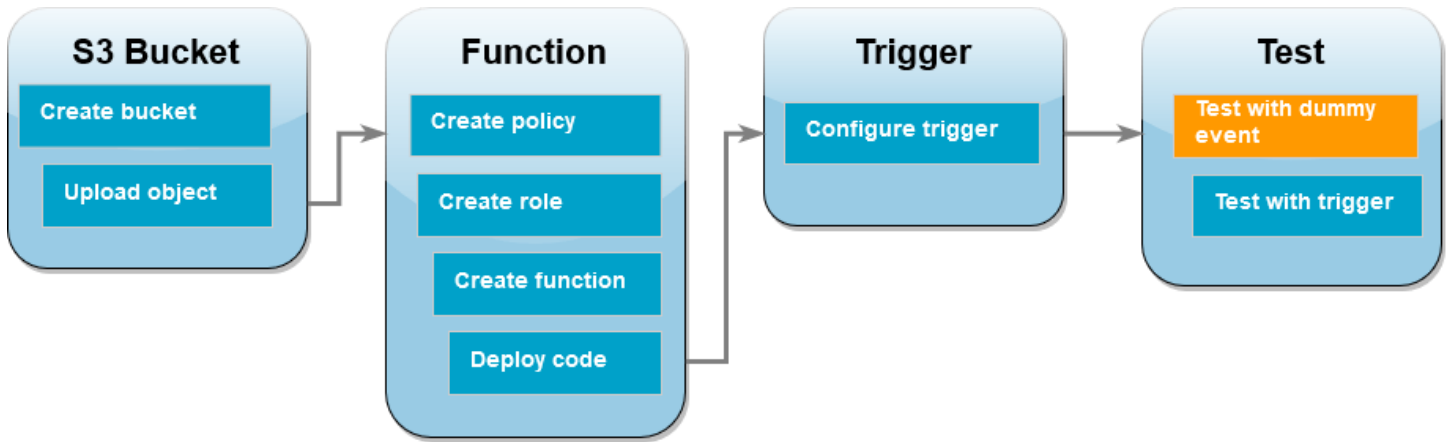 S3 Bucket
Create bucket
Upload object
Function
Create policy
Create role
Create function
Deploy code
Trigger
Configure trigger
Test
Test with dummy
event
Test with trigger